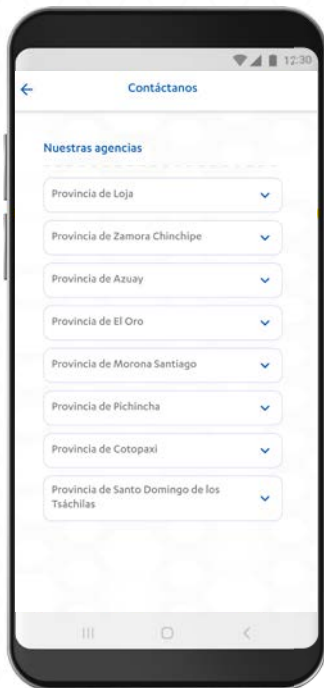 12:30
Contáctanos
Nuestras agencias
Provincia de Loja
Provincia de Zamora Chinchipe
Provincia de Azuay
Provincia de El Oro
Provincia de Morona Santiago
Provincia de Pichincha
Provincia de Cotopaxi
Provincia de Santo Domingo de los
Tsáchilas